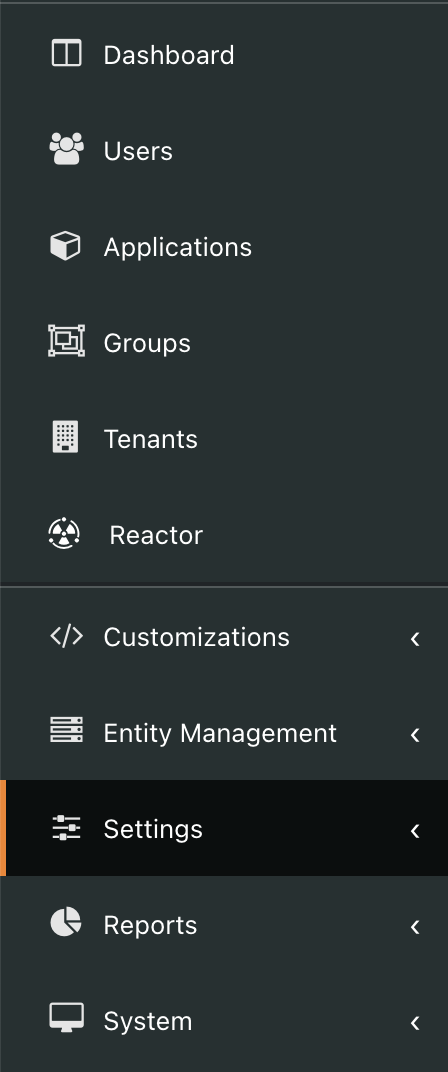 Dashboard
Users
Applications
Groups
Tenants
Reactor
Customizations
Entity Management
Settings
Reports
System